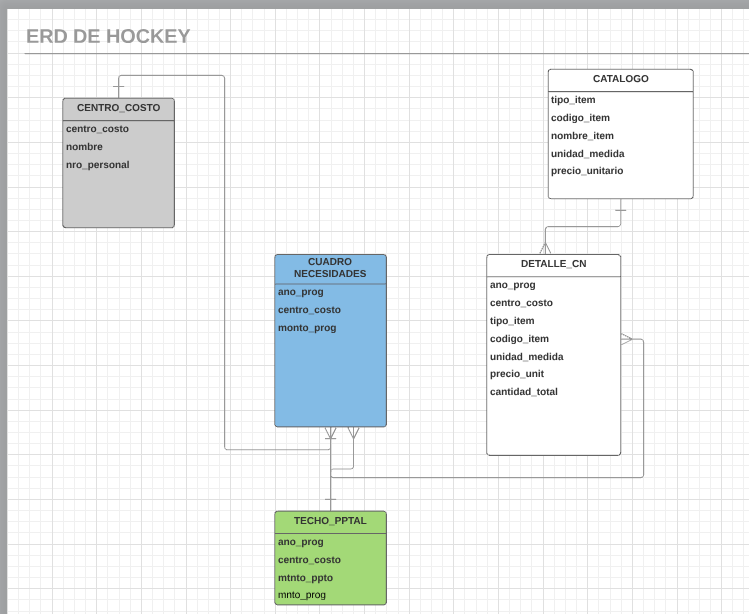 ERD DE HOCKEY
CENTRO_COSTO
centro_costo
nombre
nro_personal
CATALOGO
tipo_item
codigo_item
nombre_item
unidad_medida
precio_unitario
CUADRO
NECESIDADES
ano_prog
centro_costo
monto_prog
DETALLE_CN
ano_prog
centro_costo
tipo_item
codigo_item
unidad_medida
precio_unit
cantidad_total
TECHO_PPTAL
ano_prog
centro_costo
mtnto_ppto
mnto_prog